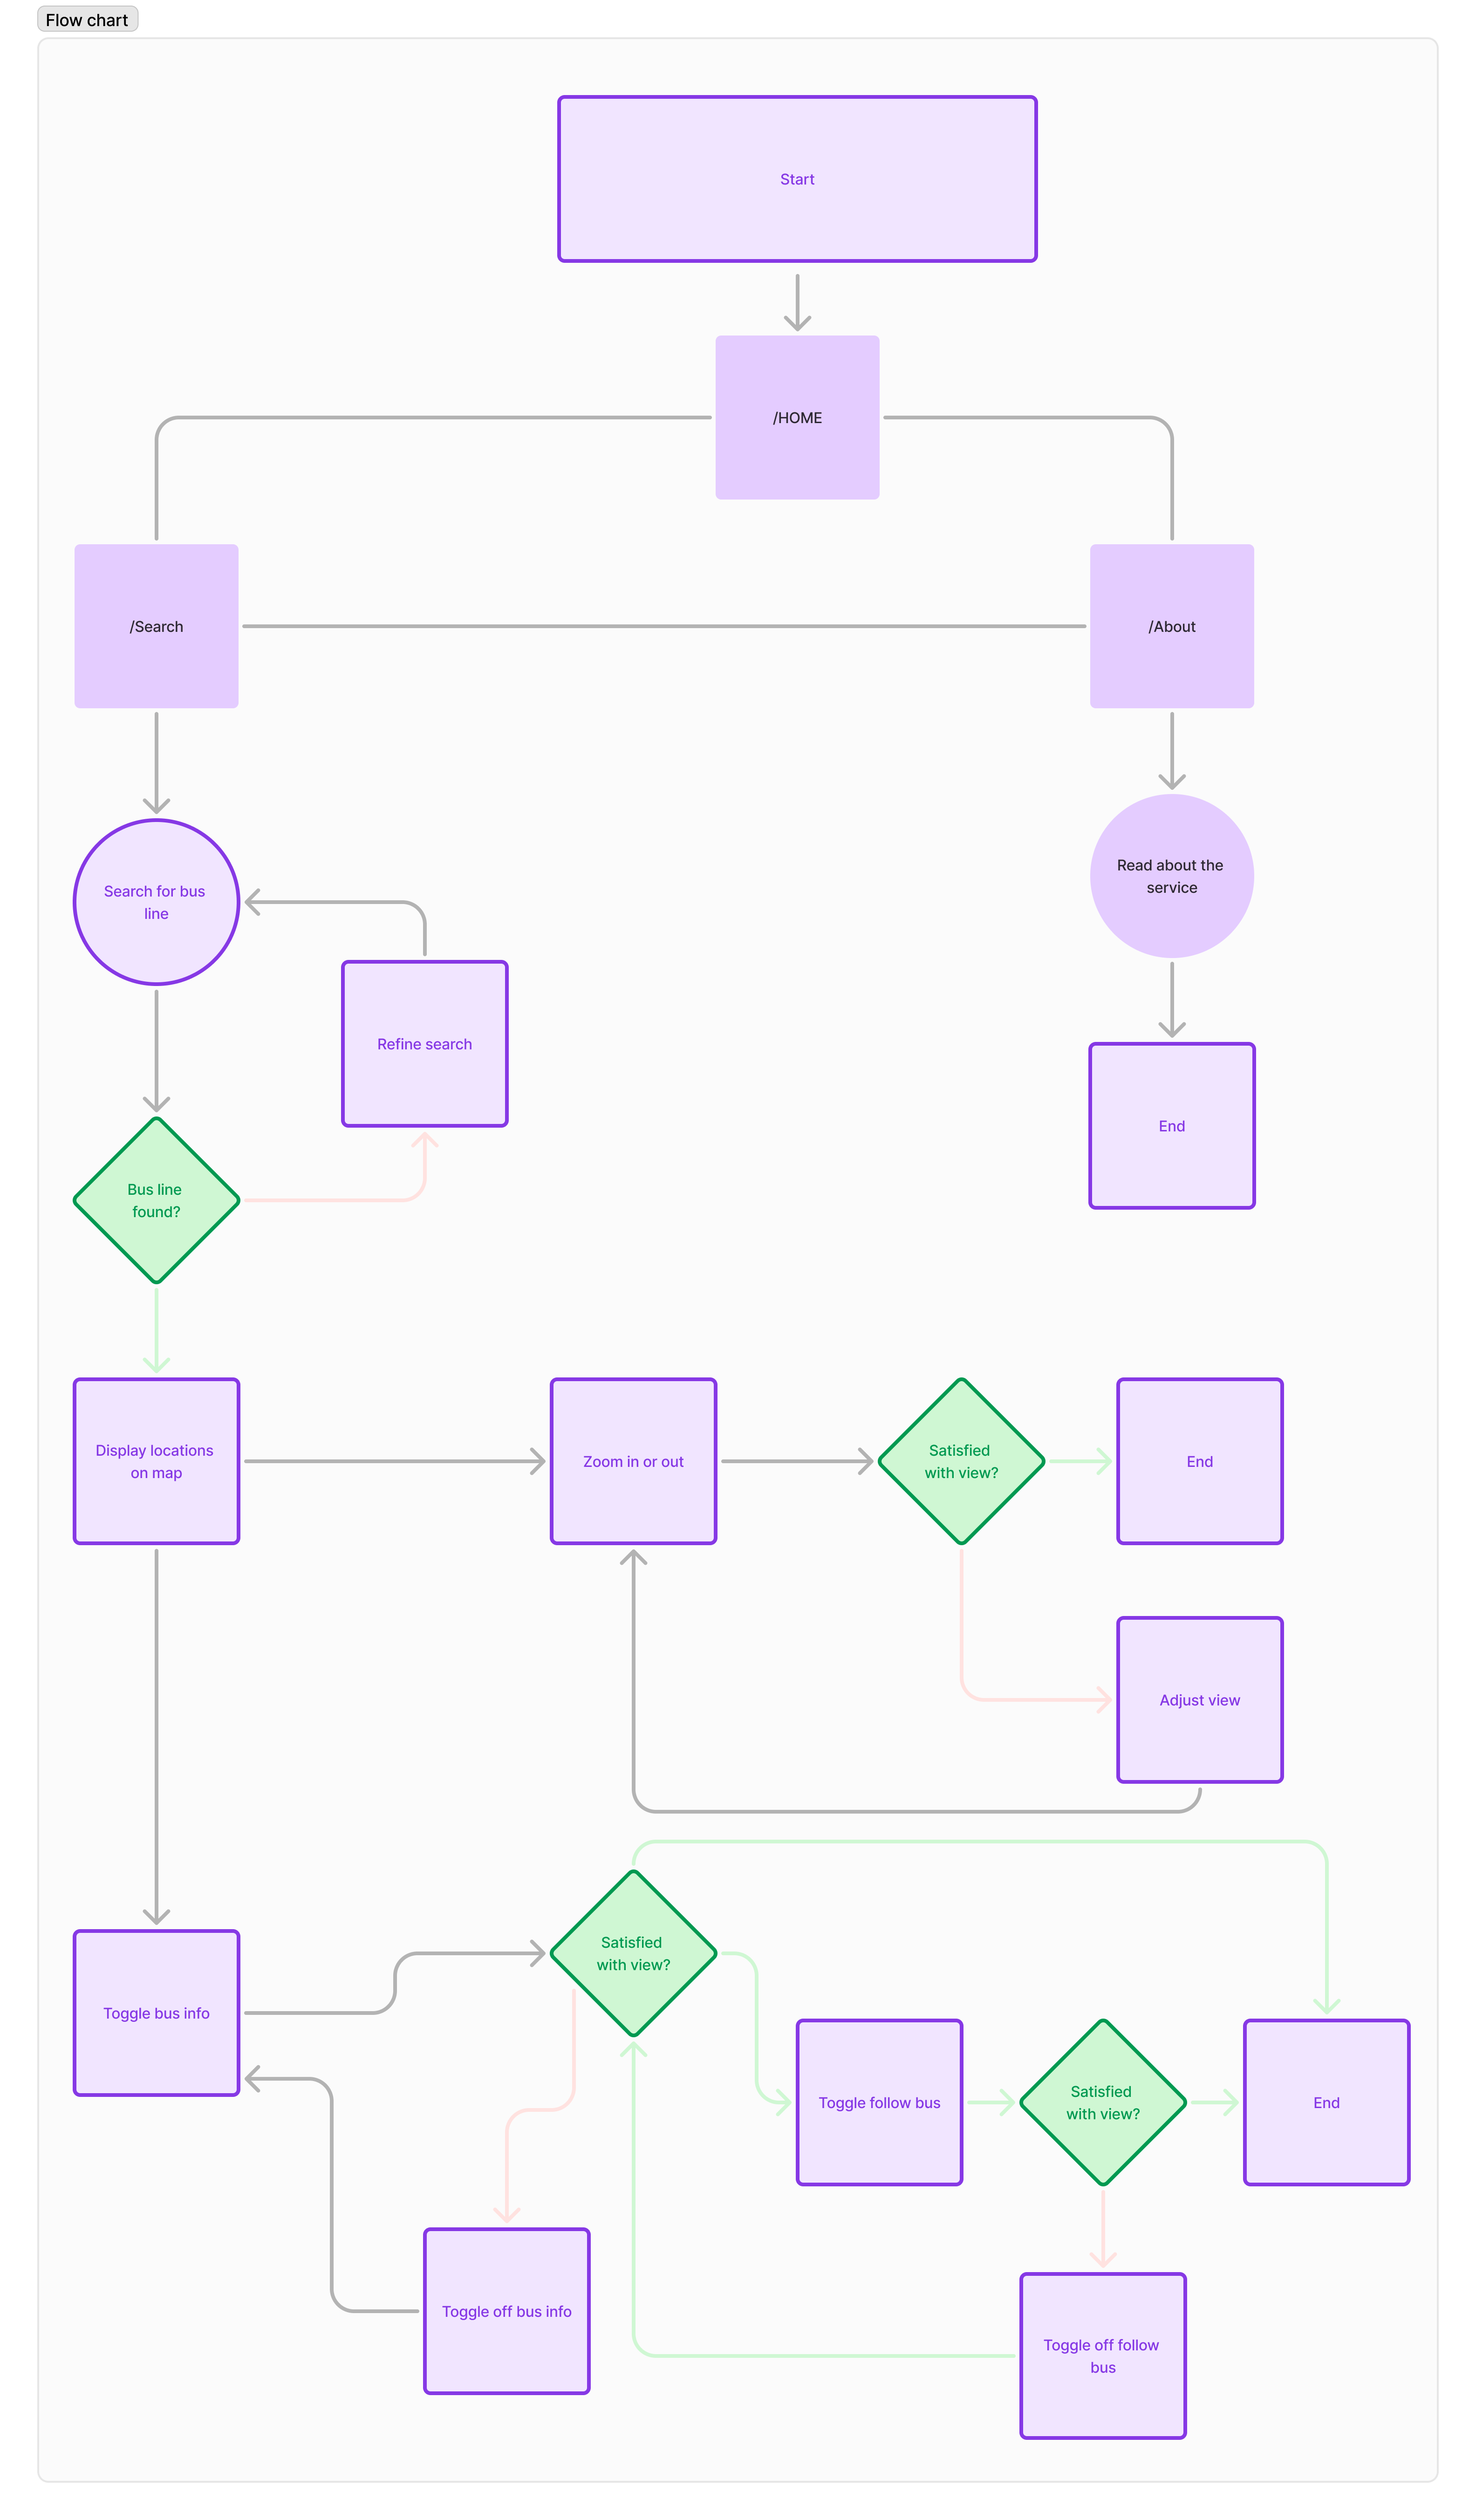 Flow chart
Start
/HOME
/Search
/About
Search for bus
line
Read about the
service
Refine search
End
Bus line
found?
Display locations
on map
Zoom in or out
Satisfied
with view?
End
Adjust view
Satisfied
with view?
Toggle bus info
Toggle follow bus
Satisfied
with view?
End
Toggle off bus info
Toggle off follow
bus